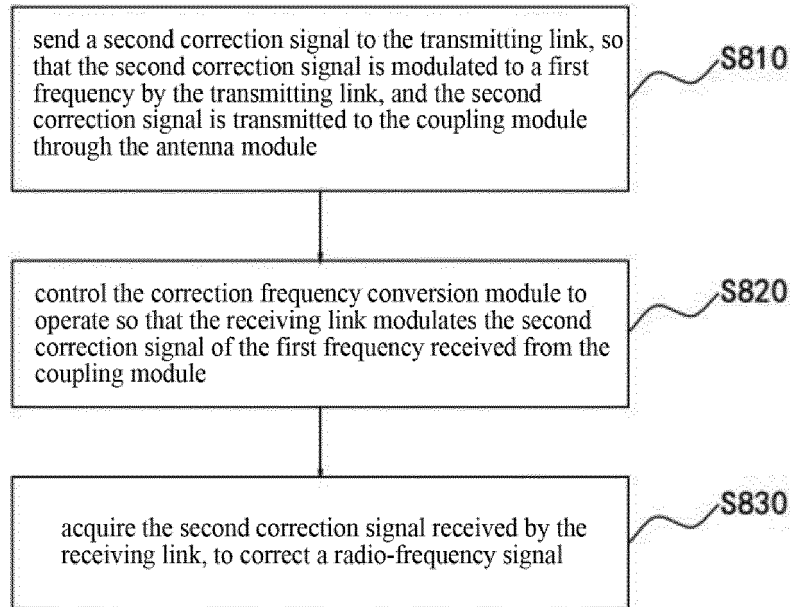 send a second correction signal to the transmitting link, so
that the second correction signal is modulated to a first
frequency by the transmitting link, and the second
correction signal is transmitted to the coupling module
through the antenna module
S810
control the correction frequency conversion module to
operate so that the receiving link modulates the second
correction signal of the first frequency received from the
coupling module
S820
acquire the second correction signal received by the
receiving link, to correct a radio-frequency signal
S830